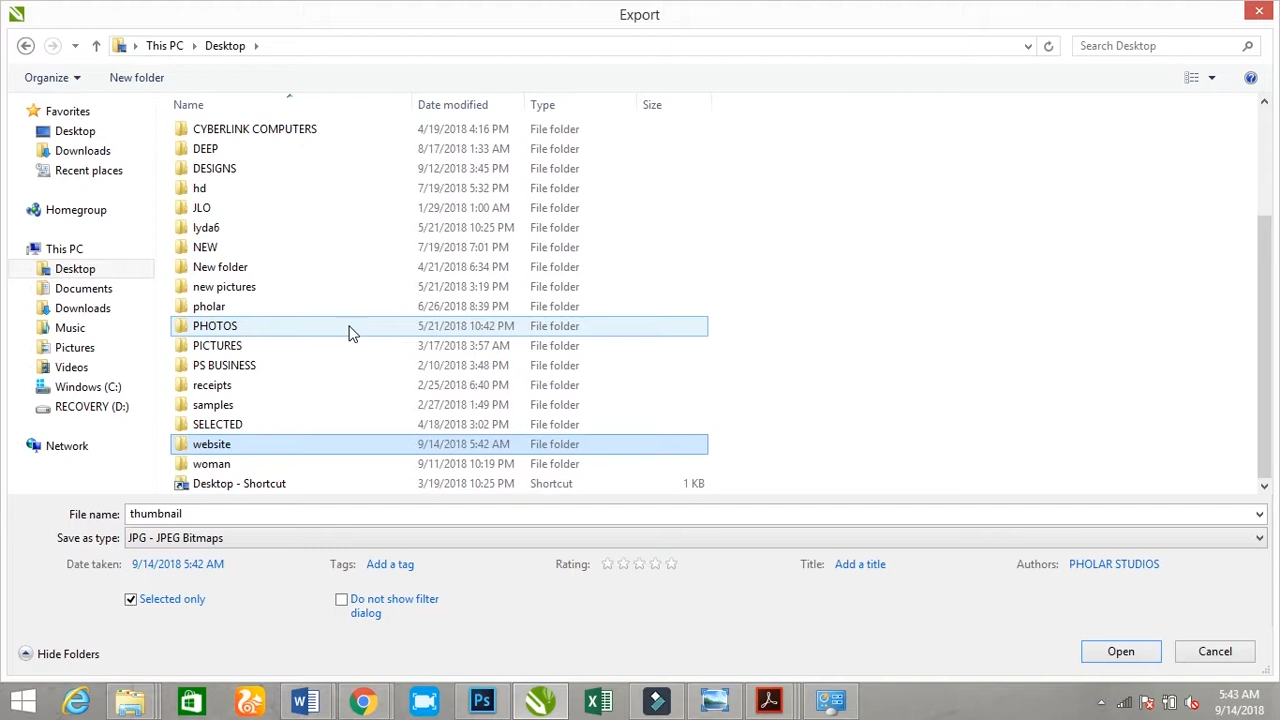 Export
This PC Desktop
Search Desktop
Organize New folder
Name Date modified Type Size
Favorites
Desktop
Downloads
Recent places
Homegroup
This PC
Desktop
Documents
Downloads
Music
Pictures
Videos
Windows (C:)
RECOVERY (D:)
Network
CYBERLINK COMPUTERS 4/19/2018 4:16 PM File folder
DEEP 8/17/2018 1:33 AM File folder
DESIGNS 9/12/2018 3:45 PM File folder
hd 7/19/2018 5:32 PM File folder
JLO 1/29/2018 1:00 AM File folder
lyda6 5/21/2018 10:25 PM File folder
NEW 7/19/2018 7:01 PM File folder
New folder 4/21/2018 6:34 PM File folder
new pictures 5/21/2018 3:19 PM File folder
pholar 6/26/2018 8:39 PM File folder
PHOTOS 5/21/2018 10:42 PM File folder
PICTURES 3/17/2018 3:57 AM File folder
PS BUSINESS 2/10/2018 3:48 PM File folder
receipts 2/25/2018 6:40 PM File folder
samples 2/27/2018 1:49 PM File folder
SELECTED 4/18/2018 3:02 PM File folder
website 9/14/2018 5:42 AM File folder
woman 9/11/2018 10:19 PM File folder
Desktop - Shortcut 3/19/2018 10:25 PM Shortcut 1 KB
File name: thumbnail
Save as type: JPG - JPEG Bitmaps
Date taken: 9/14/2018 5:42 AM Tags: Add a tag Rating: Title: Add a title Authors: PHOLAR STUDIOS
Selected only Do not show filter
dialog
Hide Folders Open Cancel
5:43 AM
9/14/2018